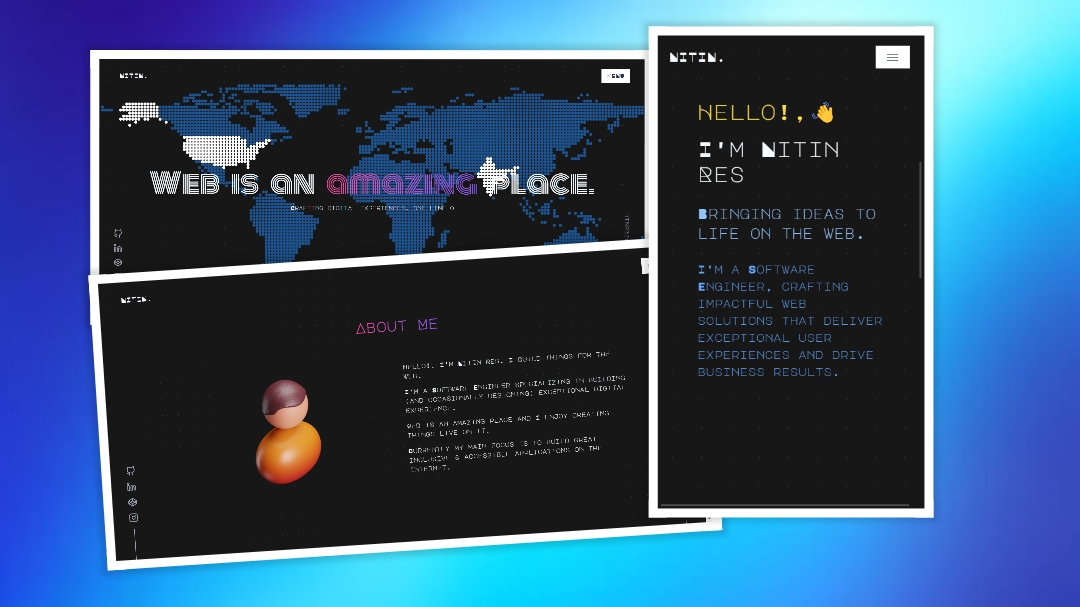 NITIN.
MENU
WEB IS AN amazing PLACE.
CRAFTING DIGITAL EXPERIENCES, ONE LINE O
NITIN.
ABOUT ME
HELLO!, I'M NITIN RES. I BUILD THINGS FOR THE
WEB.
I'M A SOFTWARE ENGINEER SPECIALIZING IN BUILDING
(AND OCCASIONALLY DESIGNING) EXCEPTIONAL DIGITAL
EXPERIENCE.
WEB IS AN AMAZING PLACE AND I ENJOY CREATING
THINGS LIVE ON IT.
CURRENTLY MY MAIN FOCUS IS TO BUILD GREAT
INCLUSIVE & ACCESSIBLE APPLICATIONS ON THE
INTERNET.
NITIN.
HELLO!, 👋
I'M NITIN
RES
BRINGING IDEAS TO
LIFE ON THE WEB.
I'M A SOFTWARE
ENGINEER, CRAFTING
IMPACTFUL WEB
SOLUTIONS THAT DELIVER
EXCEPTIONAL USER
EXPERIENCES AND DRIVE
BUSINESS RESULTS.